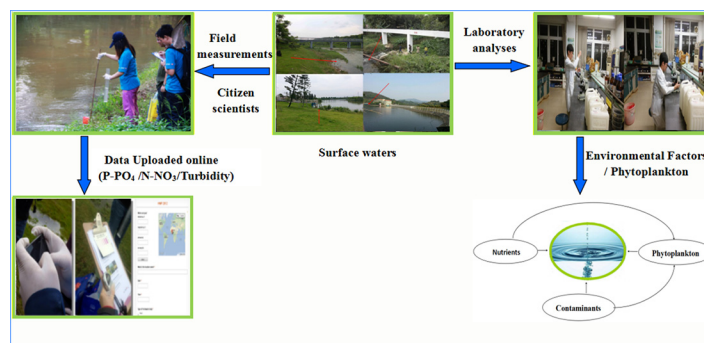 Field
measurements
Citizen
scientists
Laboratory
analyses
Surface waters
Data Uploaded online
(P-PO₄ /N-NO₃/Turbidity)
Environmental Factors
/ Phytoplankton
Nutrients
Phytoplankton
Contaminants